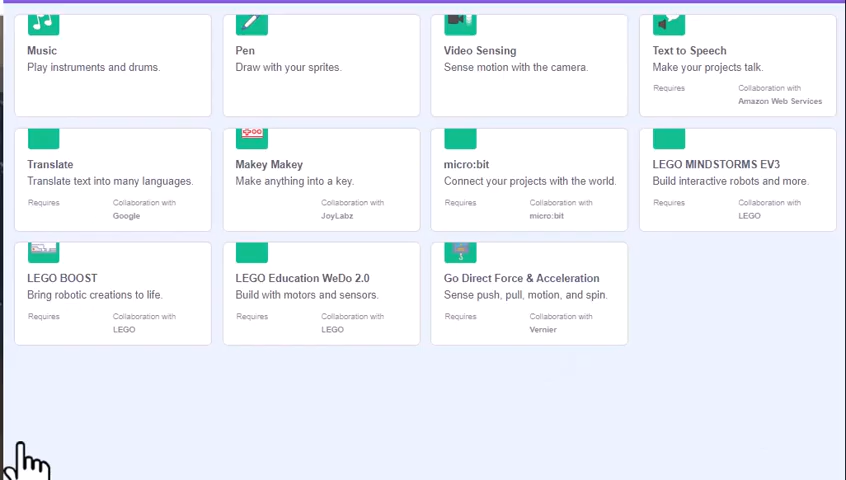 Music
Play instruments and drums.
Pen
Draw with your sprites.
Video Sensing
Sense motion with the camera.
Text to Speech
Make your projects talk.
Requires
Collaboration with
Amazon Web Services
Translate
Translate text into many languages.
Requires
Collaboration with
Google
Makey Makey
Make anything into a key.
Collaboration with
JoyLabz
micro:bit
Connect your projects with the world.
Requires
Collaboration with
micro:bit
LEGO MINDSTORMS EV3
Build interactive robots and more.
Requires
Collaboration with
LEGO
LEGO BOOST
Bring robotic creations to life.
Requires
Collaboration with
LEGO
LEGO Education WeDo 2.0
Build with motors and sensors.
Requires
Collaboration with
LEGO
Go Direct Force & Acceleration
Sense push, pull, motion, and spin.
Requires
Collaboration with
Vernier